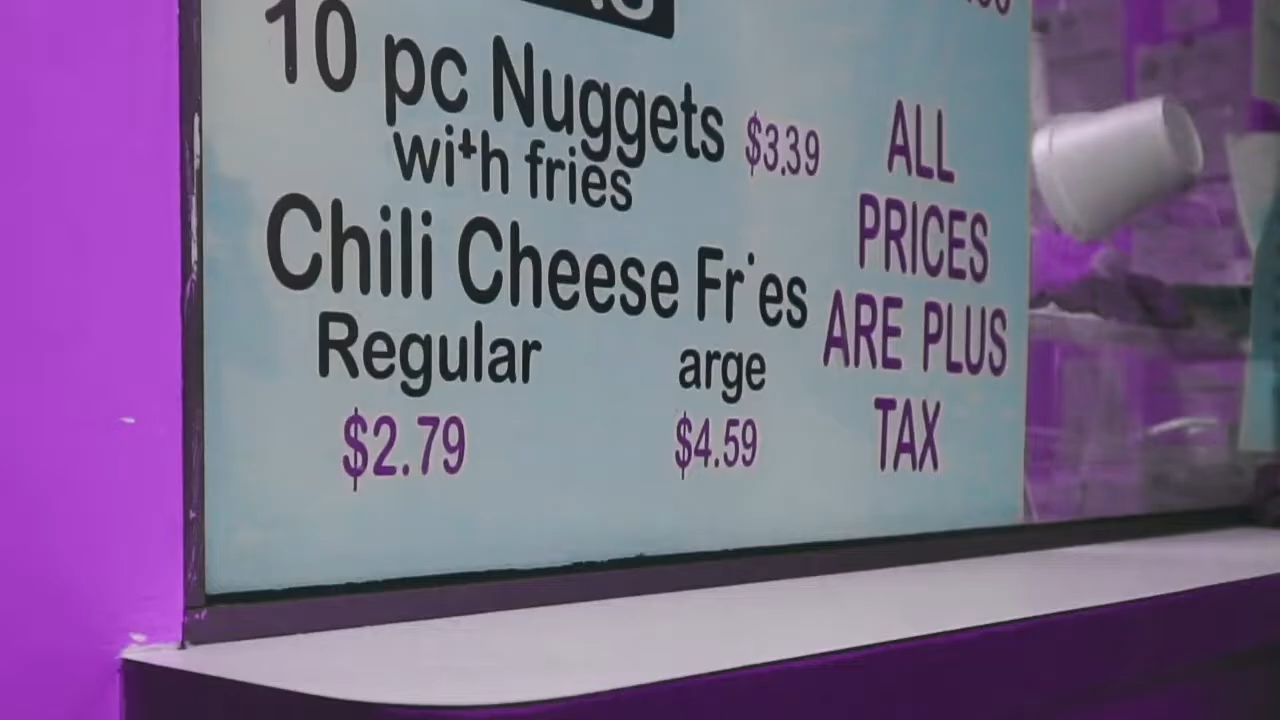 10 pc Nuggets $3.39
with fries
Chili Cheese Fr es
Regular arge
$2.79 $4.59
ALL
PRICES
ARE PLUS
TAX